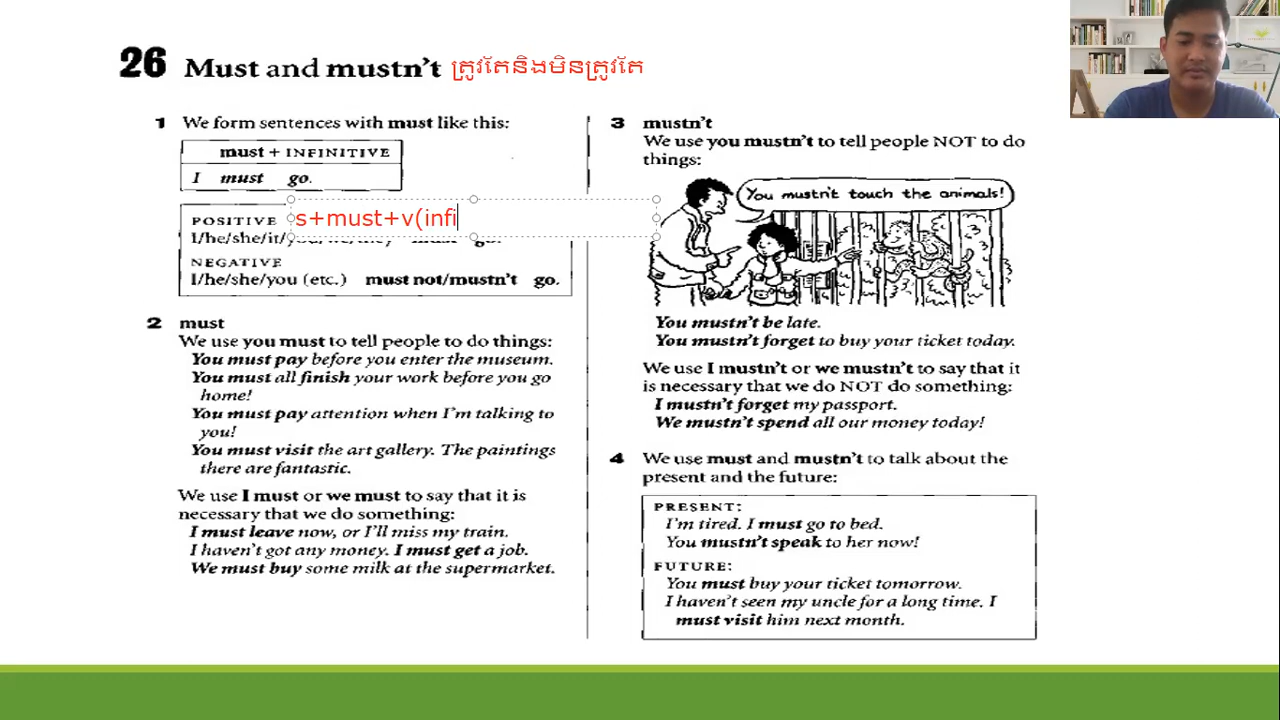 26 Must and mustn't ត្រូវតែនិងមិនត្រូវតែ
1 We form sentences with must like this:
must + INFINITIVE
I must go.
POSITIVE
s+must+v(infi
NEGATIVE
I/he/she/you (etc.) must not/mustn't go.
2 must
We use you must to tell people to do things:
You must pay before you enter the museum.
You must all finish your work before you go
home!
You must pay attention when I'm talking to
you!
You must visit the art gallery. The paintings
there are fantastic.
We use I must or we must to say that it is
necessary that we do something:
I must leave now, or I'll miss my train.
I haven't got any money. I must get a job.
We must buy some milk at the supermarket.
3 mustn't
We use you mustn't to tell people NOT to do
things:
You mustn't touch the animals!
You mustn't be late.
You mustn't forget to buy your ticket today.
We use I mustn't or we mustn't to say that it
is necessary that we do NOT do something:
I mustn't forget my passport.
We mustn't spend all our money today!
4 We use must and mustn't to talk about the
present and the future:
PRESENT:
I'm tired. I must go to bed.
You mustn't speak to her now!
FUTURE:
You must buy your ticket tomorrow.
I haven't seen my uncle for a long time. I
must visit him next month.